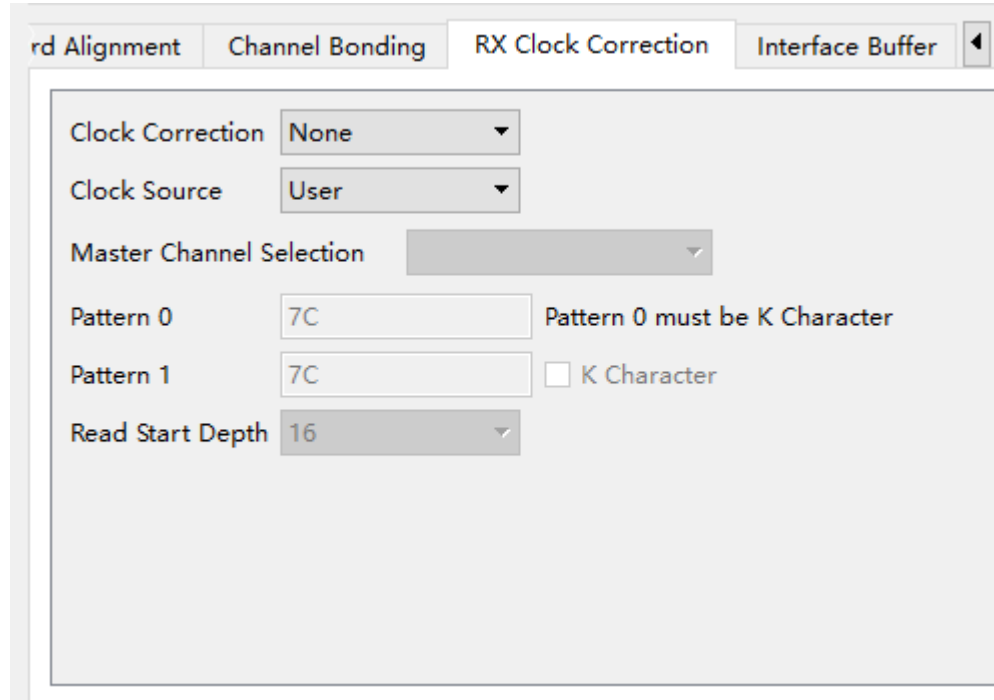 rd Alignment Channel Bonding RX Clock Correction Interface Buffer
Clock Correction None
Clock Source User
Master Channel Selection
Pattern 0 7C Pattern 0 must be K Character
Pattern 1 7C K Character
Read Start Depth 16